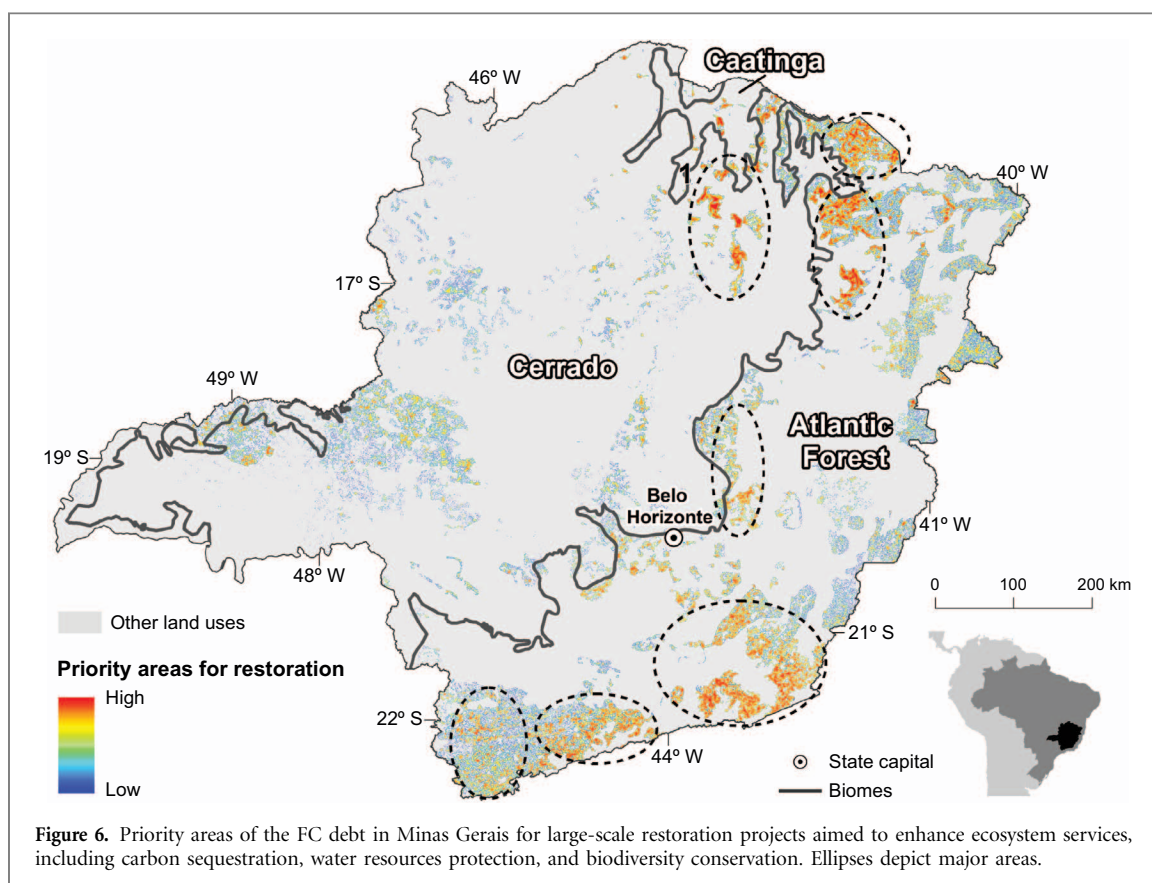 Caatinga
46º W
40º W
1
17º S
Cerrado
49º W
Atlantic
Forest
19º S
Belo
Horizonte
41º W
48º W
0 100 200 km
Other land uses
21º S
Priority areas for restoration
High
22º S
44º W
State capital
Low
Biomes
Figure 6. Priority areas of the FC debt in Minas Gerais for large-scale restoration projects aimed to enhance ecosystem services,
including carbon sequestration, water resources protection, and biodiversity conservation. Ellipses depict major areas.